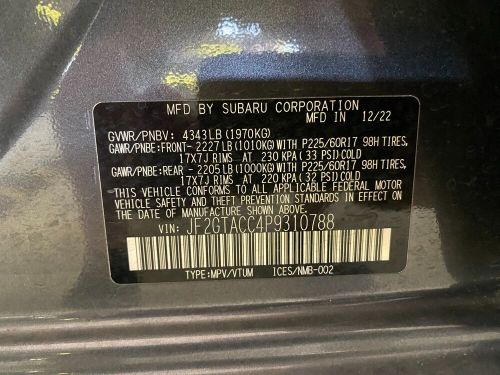 MFD BY SUBARU CORPORATION
MFD IN 12/22
GVWR/PNBV: 4343LB (1970KG)
GAWR/PNBE:FRONT- 2227LB (1010KG)WITH P225/60R17 98H TIRES,
17X7J RIMS AT 230 KPA (33 PSI)COLD
GAWR/PNBE:REAR - 2205LB (1000KG)WITH P225/60R17 98H TIRES,
17X7J RIMS AT 220 KPA (32 PSI)COLD
THIS VEHICLE CONFORMS TO ALL APPLICABLE FEDERAL MOTOR
VEHICLE SAFETY AND THEFT PREVENTION STANDARDS IN EFFECT
ON THE DATE OF MANUFACTURE SHOWN ABOVE.
VIN: JF2GTACC4P9310788
TYPE:MPV/VTUM ICES/NMB-002